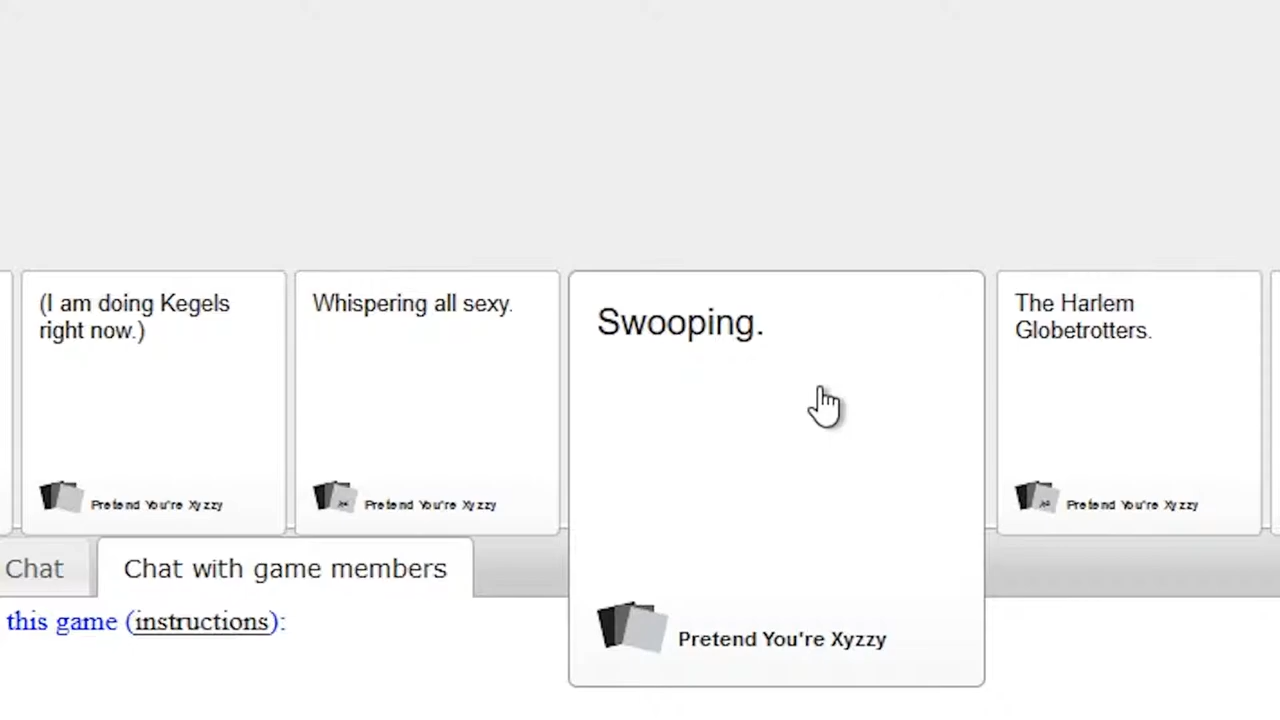 (I am doing Kegels
right now.)
Pretend You're Xyzzy
Whispering all sexy.
Pretend You're Xyzzy
Swooping.
Pretend You're Xyzzy
The Harlem
Globetrotters.
Pretend You're Xyzzy
Chat
Chat with game members
this game (instructions):